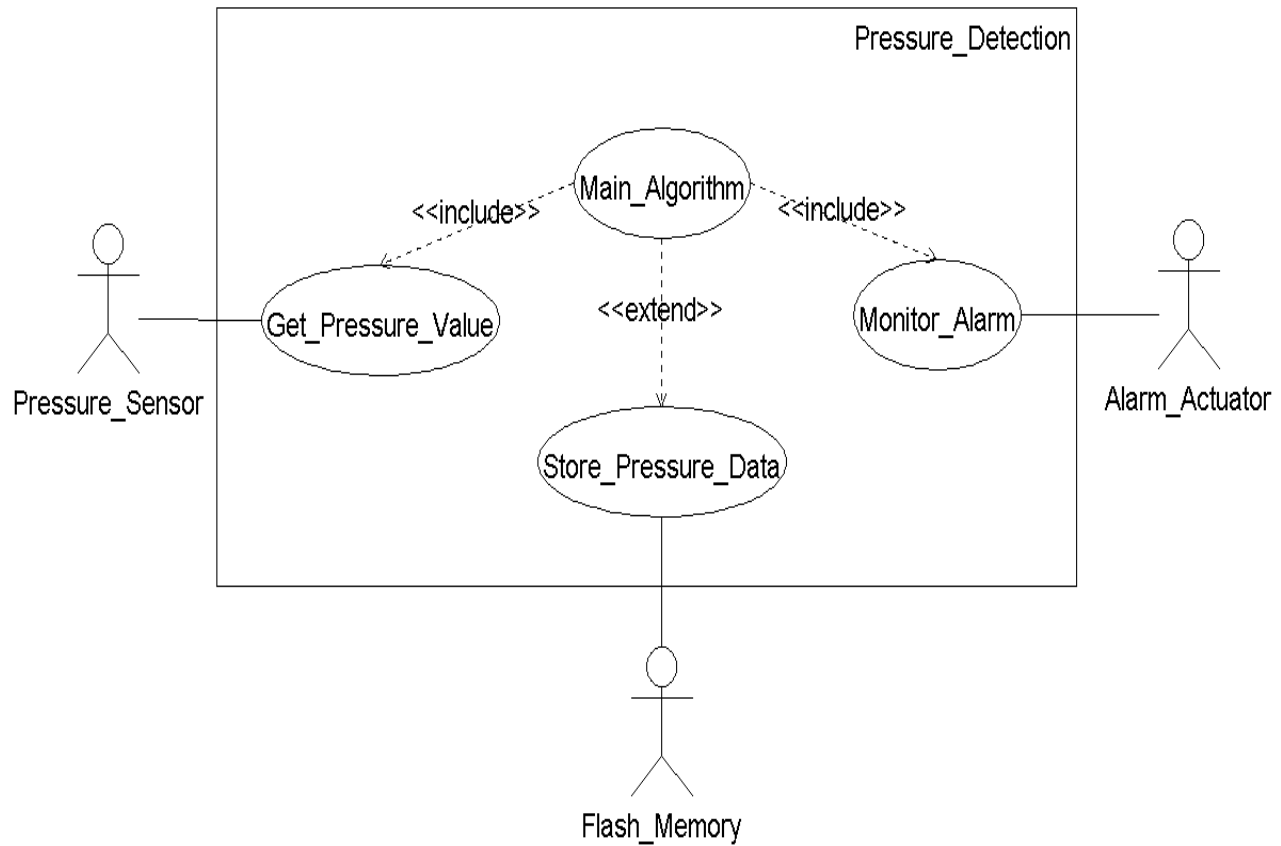 Pressure_Detection
Main_Algorithm
<<include>>
<<include>>
Get_Pressure_Value
<<extend>>
Monitor_Alarm
Pressure_Sensor
Alarm_Actuator
Store_Pressure_Data
Flash_Memory